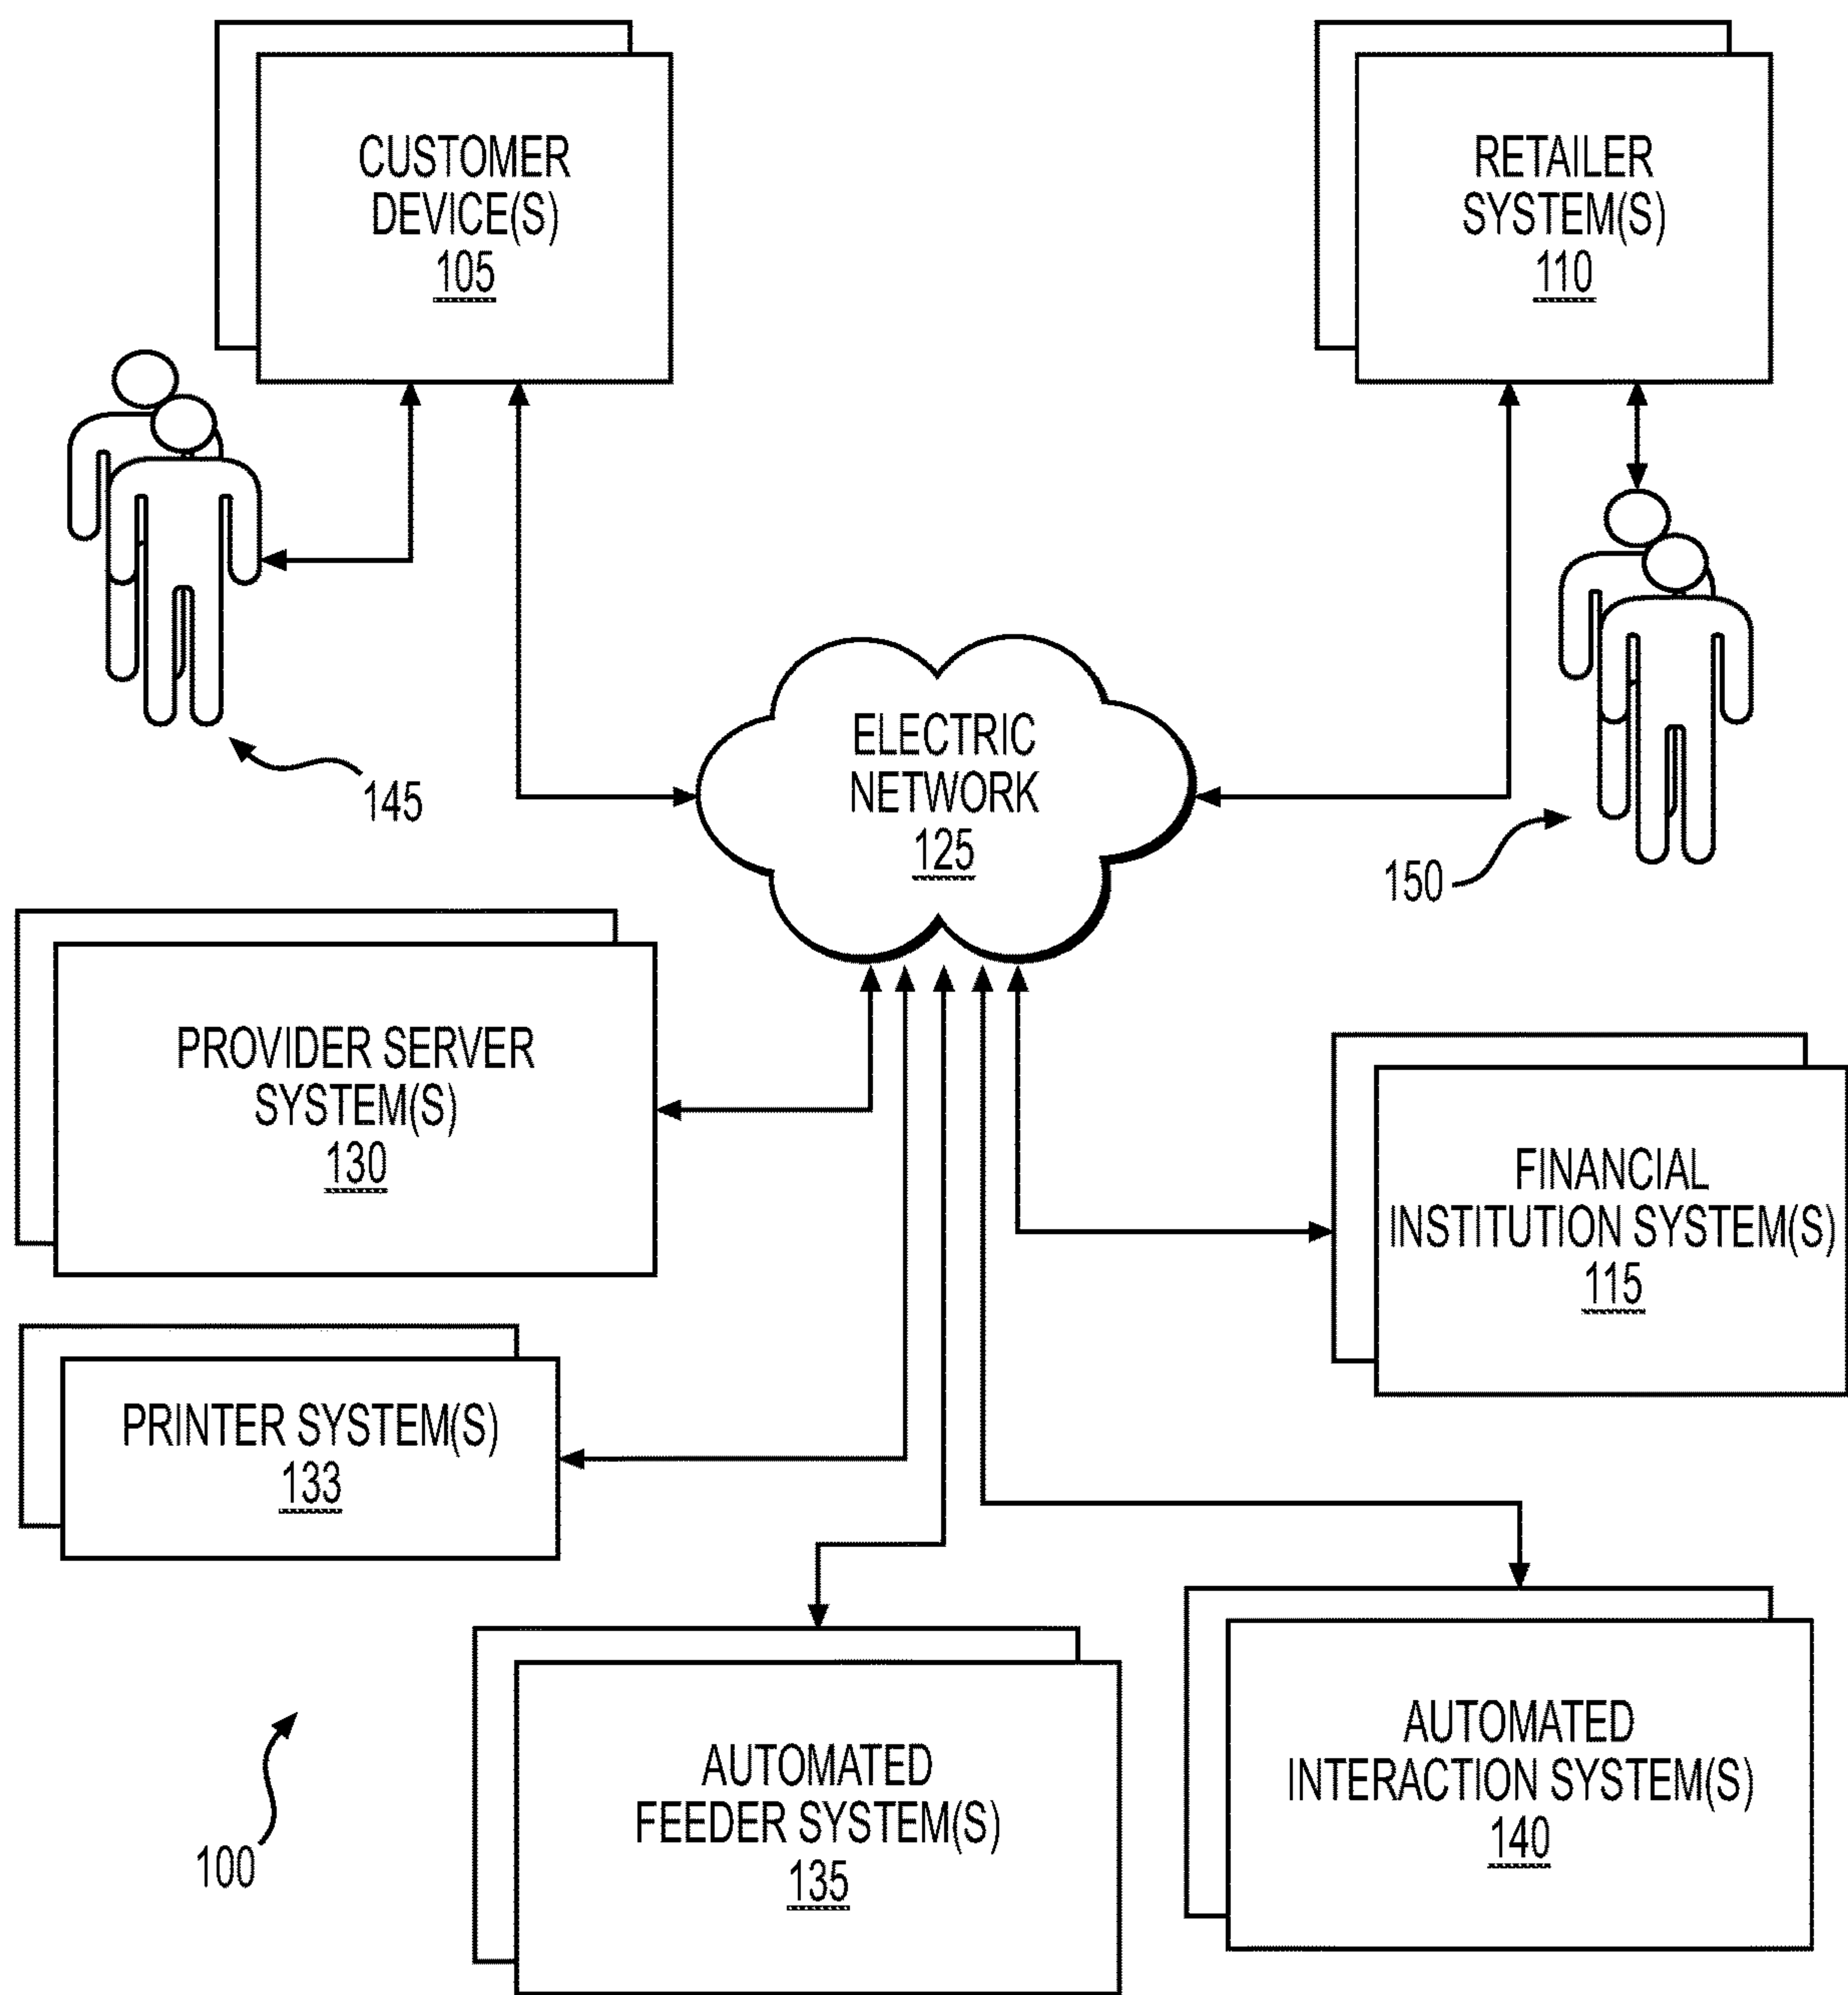 CUSTOMER
DEVICE(S)
105
RETAILER
SYSTEM(S)
110
145
ELECTRIC
NETWORK
125
150
PROVIDER SERVER
SYSTEM(S)
130
FINANCIAL
INSTITUTION SYSTEM(S)
115
PRINTER SYSTEM(S)
133
100
AUTOMATED
FEEDER SYSTEM(S)
135
AUTOMATED
INTERACTION SYSTEM(S)
140